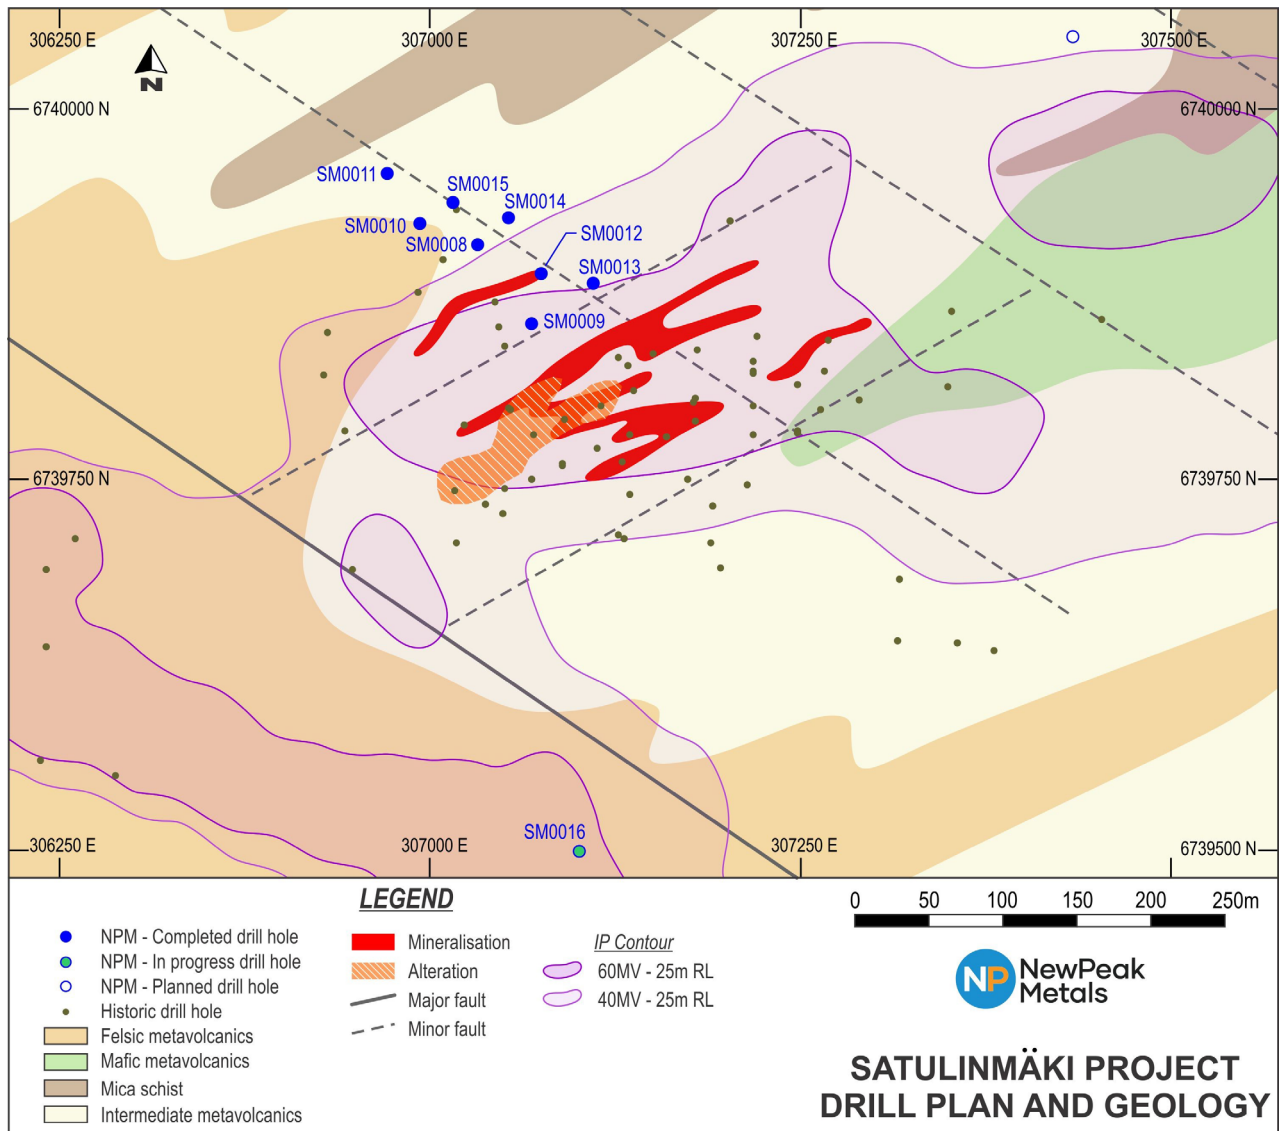 306250 E
307000 E
307250 E
307500 E
N
6740000 N
6740000 N
SM0011
SM0015
SM0014
SM0010
SM0008
SM0012
SM0013
SM0009
6739750 N
6739750 N
SM0016
306250 E
307000 E
307250 E
6739500 N
LEGEND
NPM - Completed drill hole
NPM - In progress drill hole
NPM - Planned drill hole
Historic drill hole
Felsic metavolcanics
Mafic metavolcanics
Mica schist
Intermediate metavolcanics
Mineralisation
Alteration
Major fault
Minor fault
IP Contour
60MV - 25m RL
40MV - 25m RL
0 50 100 150 200 250m
NP NewPeak
Metals
SATULINMÄKI PROJECT
DRILL PLAN AND GEOLOGY